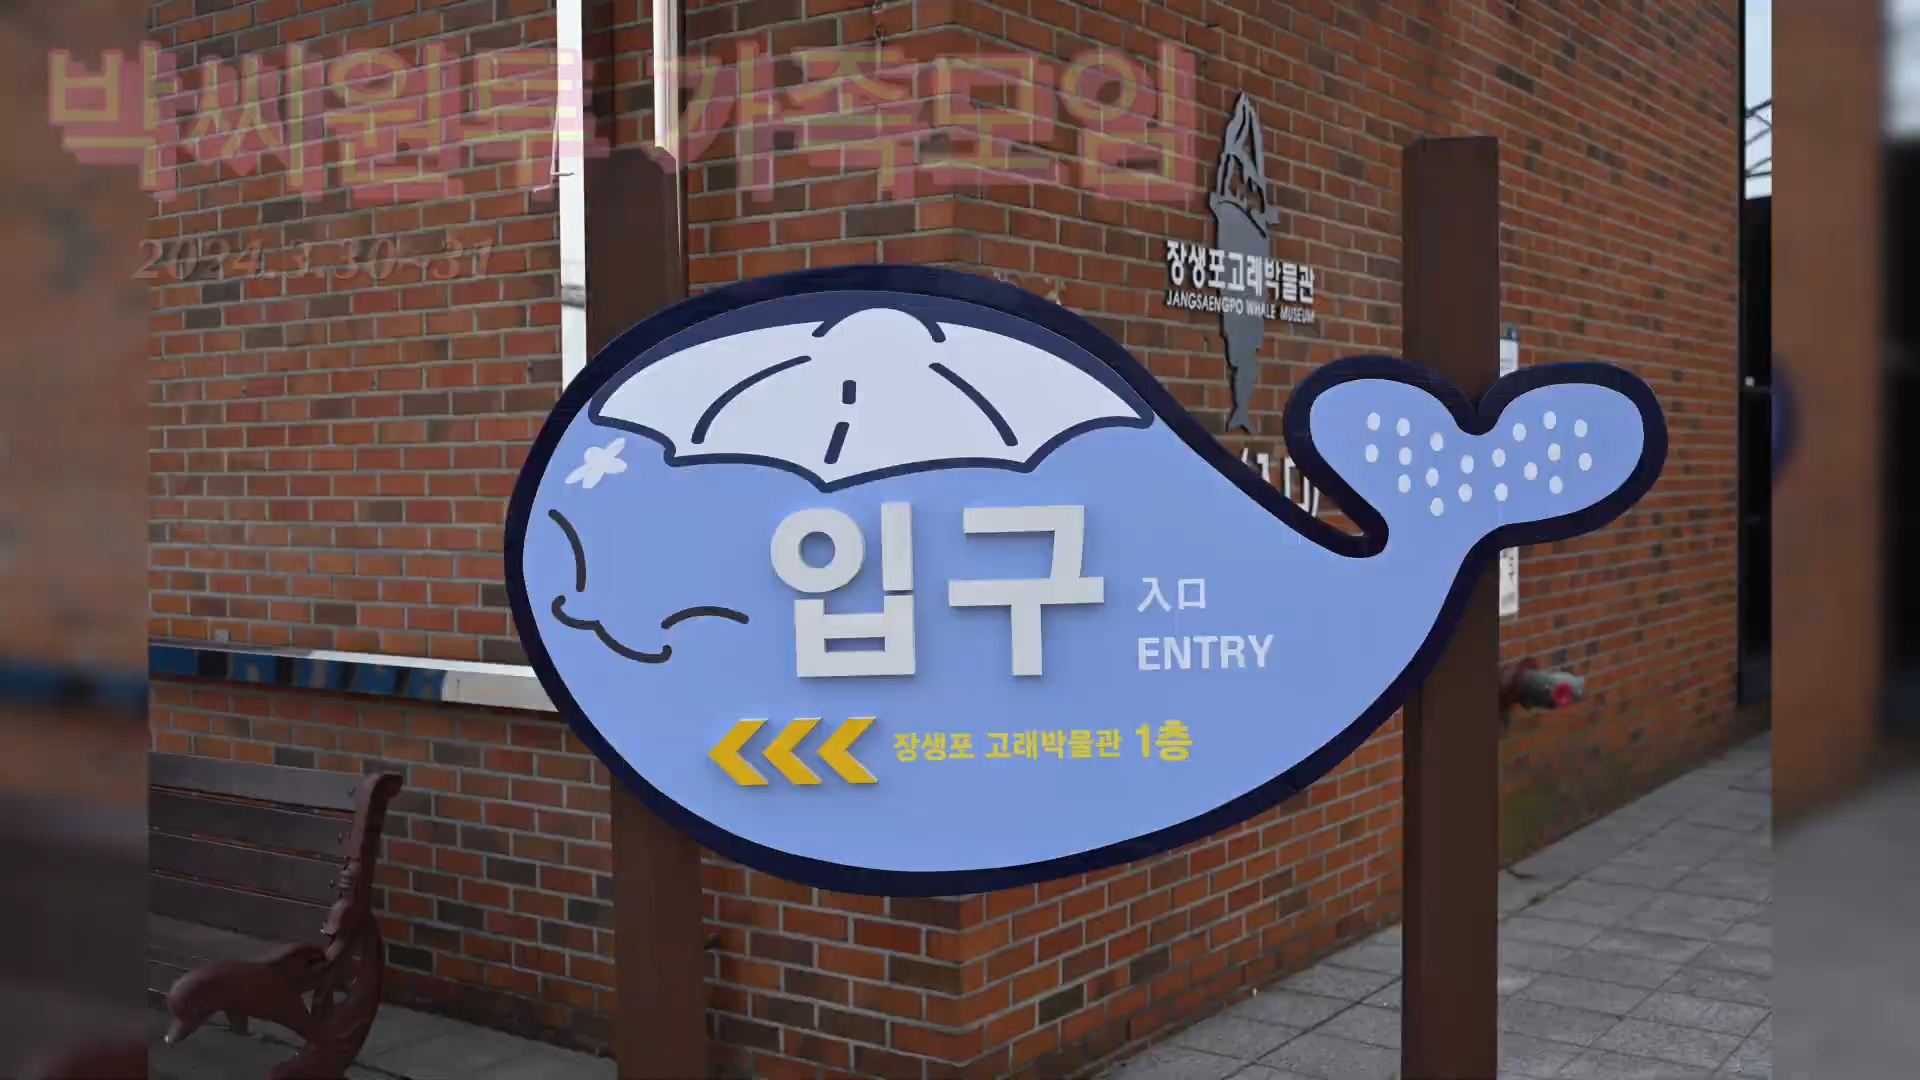 박씨원투 가족모임
2024.3.30~31
장생포고래박물관
JANGSAENGPO WHALE MUSEUM
입구
入口
ENTRY
장생포 고래박물관 1층